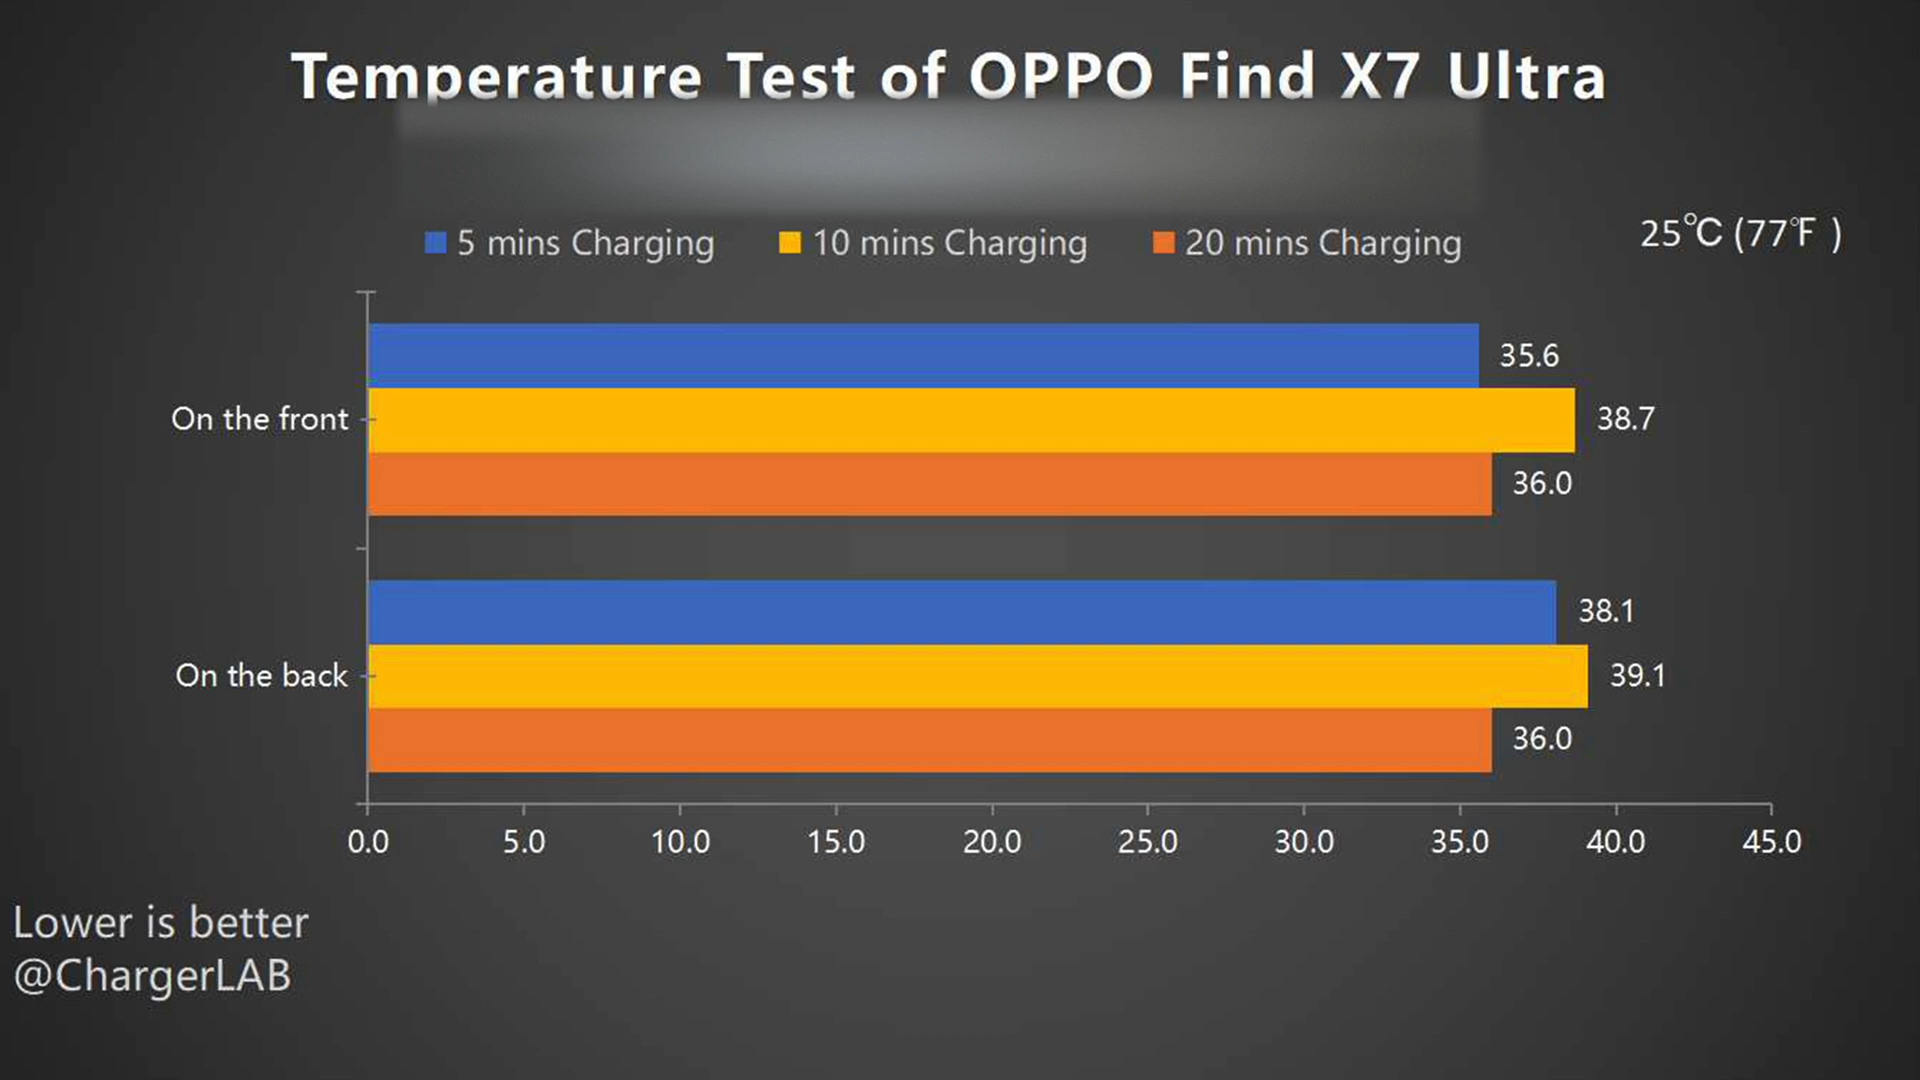 Temperature Test of OPPO Find X7 Ultra
25℃ (77℉ )
5 mins Charging 10 mins Charging 20 mins Charging
35.6
On the front 38.7
36.0
38.1
On the back 39.1
36.0
0.0 5.0 10.0 15.0 20.0 25.0 30.0 35.0 40.0 45.0
Lower is better
@ChargerLAB